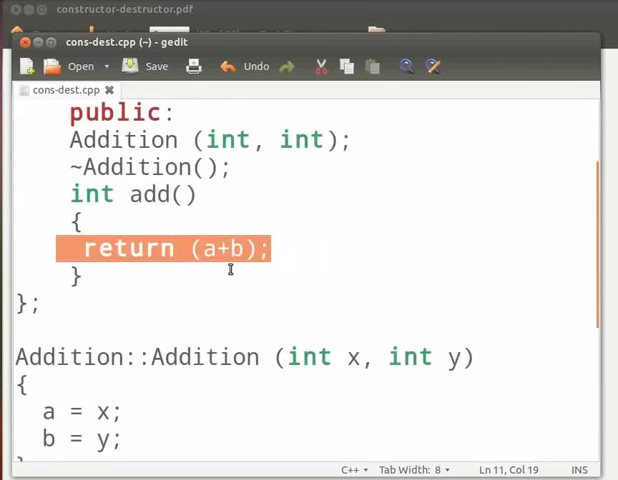 constructor-destructor.pdf
cons-dest.cpp (~) - gedit
Open Save Undo
cons-dest.cpp
public:
Addition (int, int);
~Addition();
int add()
{
return (a+b);
}
};
Addition::Addition (int x, int y)
{
a = x;
b = y;
}
C++ Tab Width: 8 Ln 11, Col 19 INS